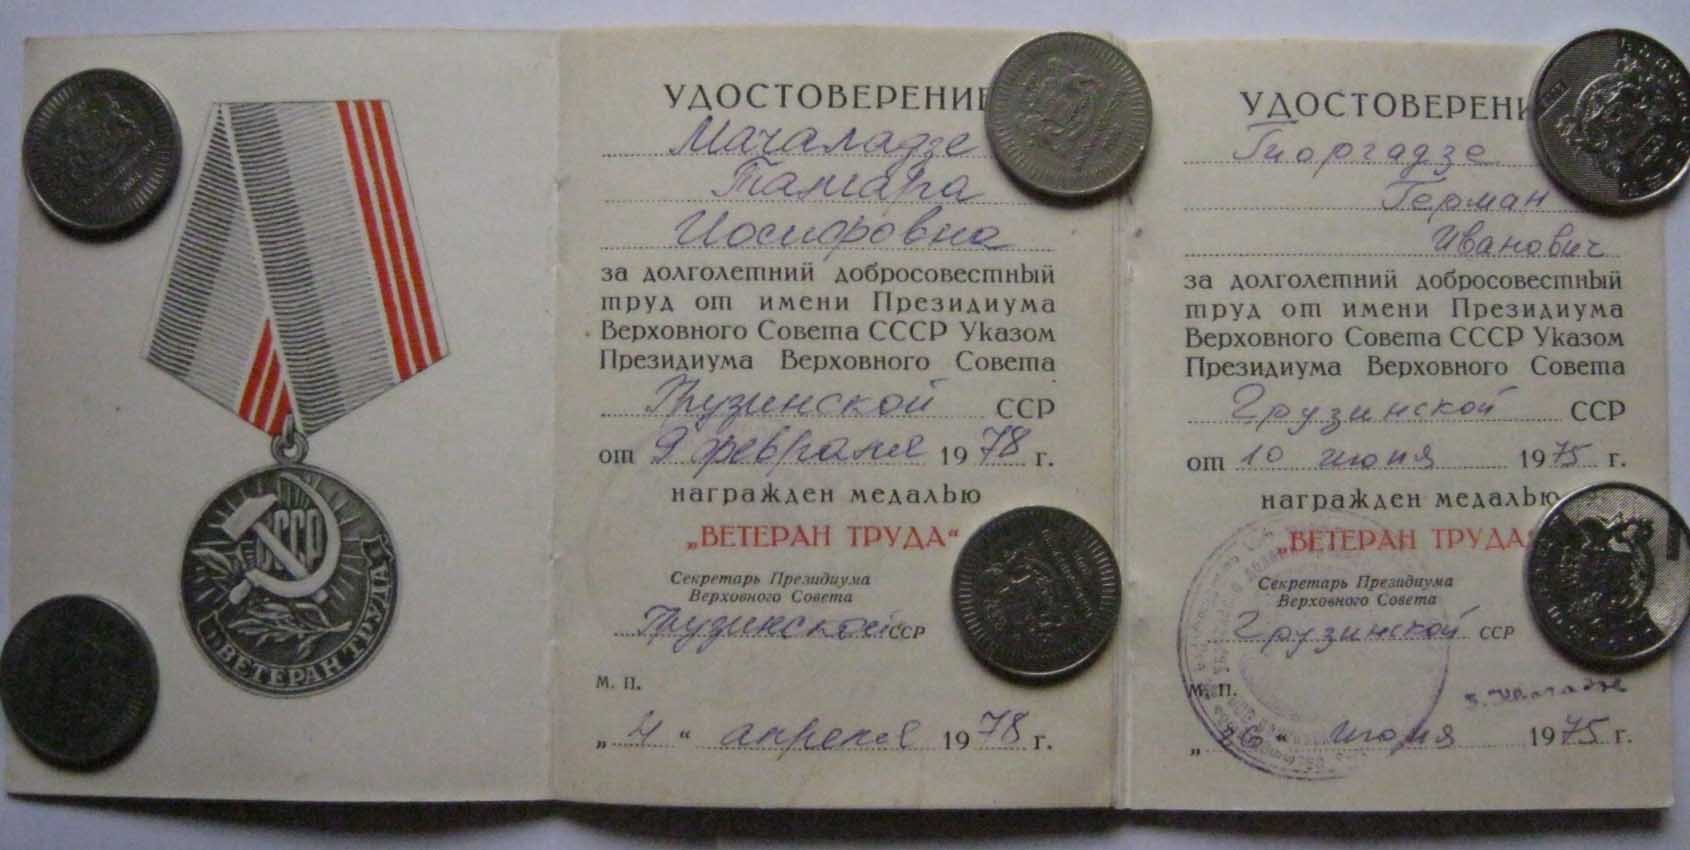 СССР
ВЕТЕРАН ТРУДА
УДОСТОВЕРЕНИЕ
Мачаладзе
Тамара
Иосифовна
за долголетний добросовестный
труд от имени Президиума
Верховного Совета СССР Указом
Президиума Верховного Совета
Грузинской ССР
от 9 февраля 1978 г.
награжден медалью
„ВЕТЕРАН ТРУДА“
Секретарь Президиума
Верховного Совета
Грузинской ССР
М. П.
„ 4 “ апреля 1978 г.
УДОСТОВЕРЕНИ
Гиоргадзе
Герман
Иванович
за долголетний добросовестный
труд от имени Президиума
Верховного Совета СССР Указом
Президиума Верховного Совета
Грузинской ССР
от 10 июня 1975 г.
награжден медалью
„ВЕТЕРАН ТРУДА
Секретарь Президиума
Верховного Совета
Грузинской ССР
М. П.
июня 1975 г.